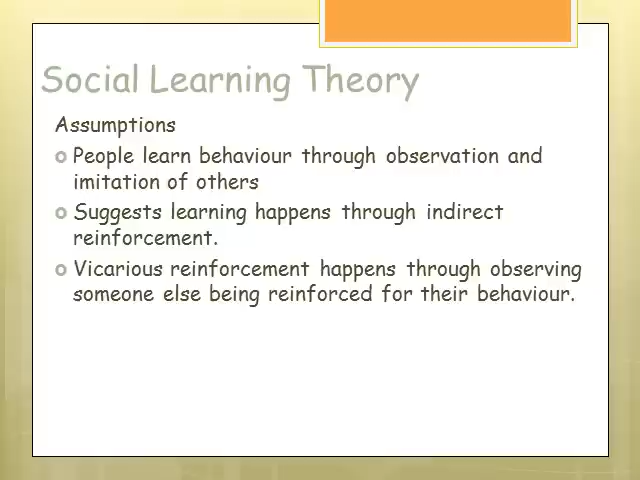 Social Learning Theory
Assumptions
People learn behaviour through observation and
imitation of others
Suggests learning happens through indirect
reinforcement.
Vicarious reinforcement happens through observing
someone else being reinforced for their behaviour.